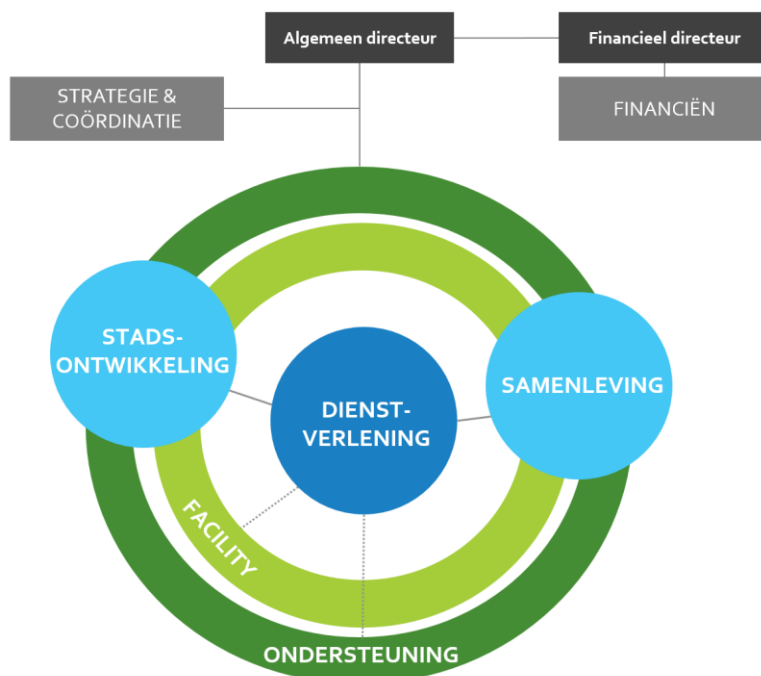 Algemeen directeur
Financieel directeur
STRATEGIE &
COÖRDINATIE
FINANCIËN
STADS-
ONTWIKKELING
DIENST-
VERLENING
SAMENLEVING
FACILITY
ONDERSTEUNING